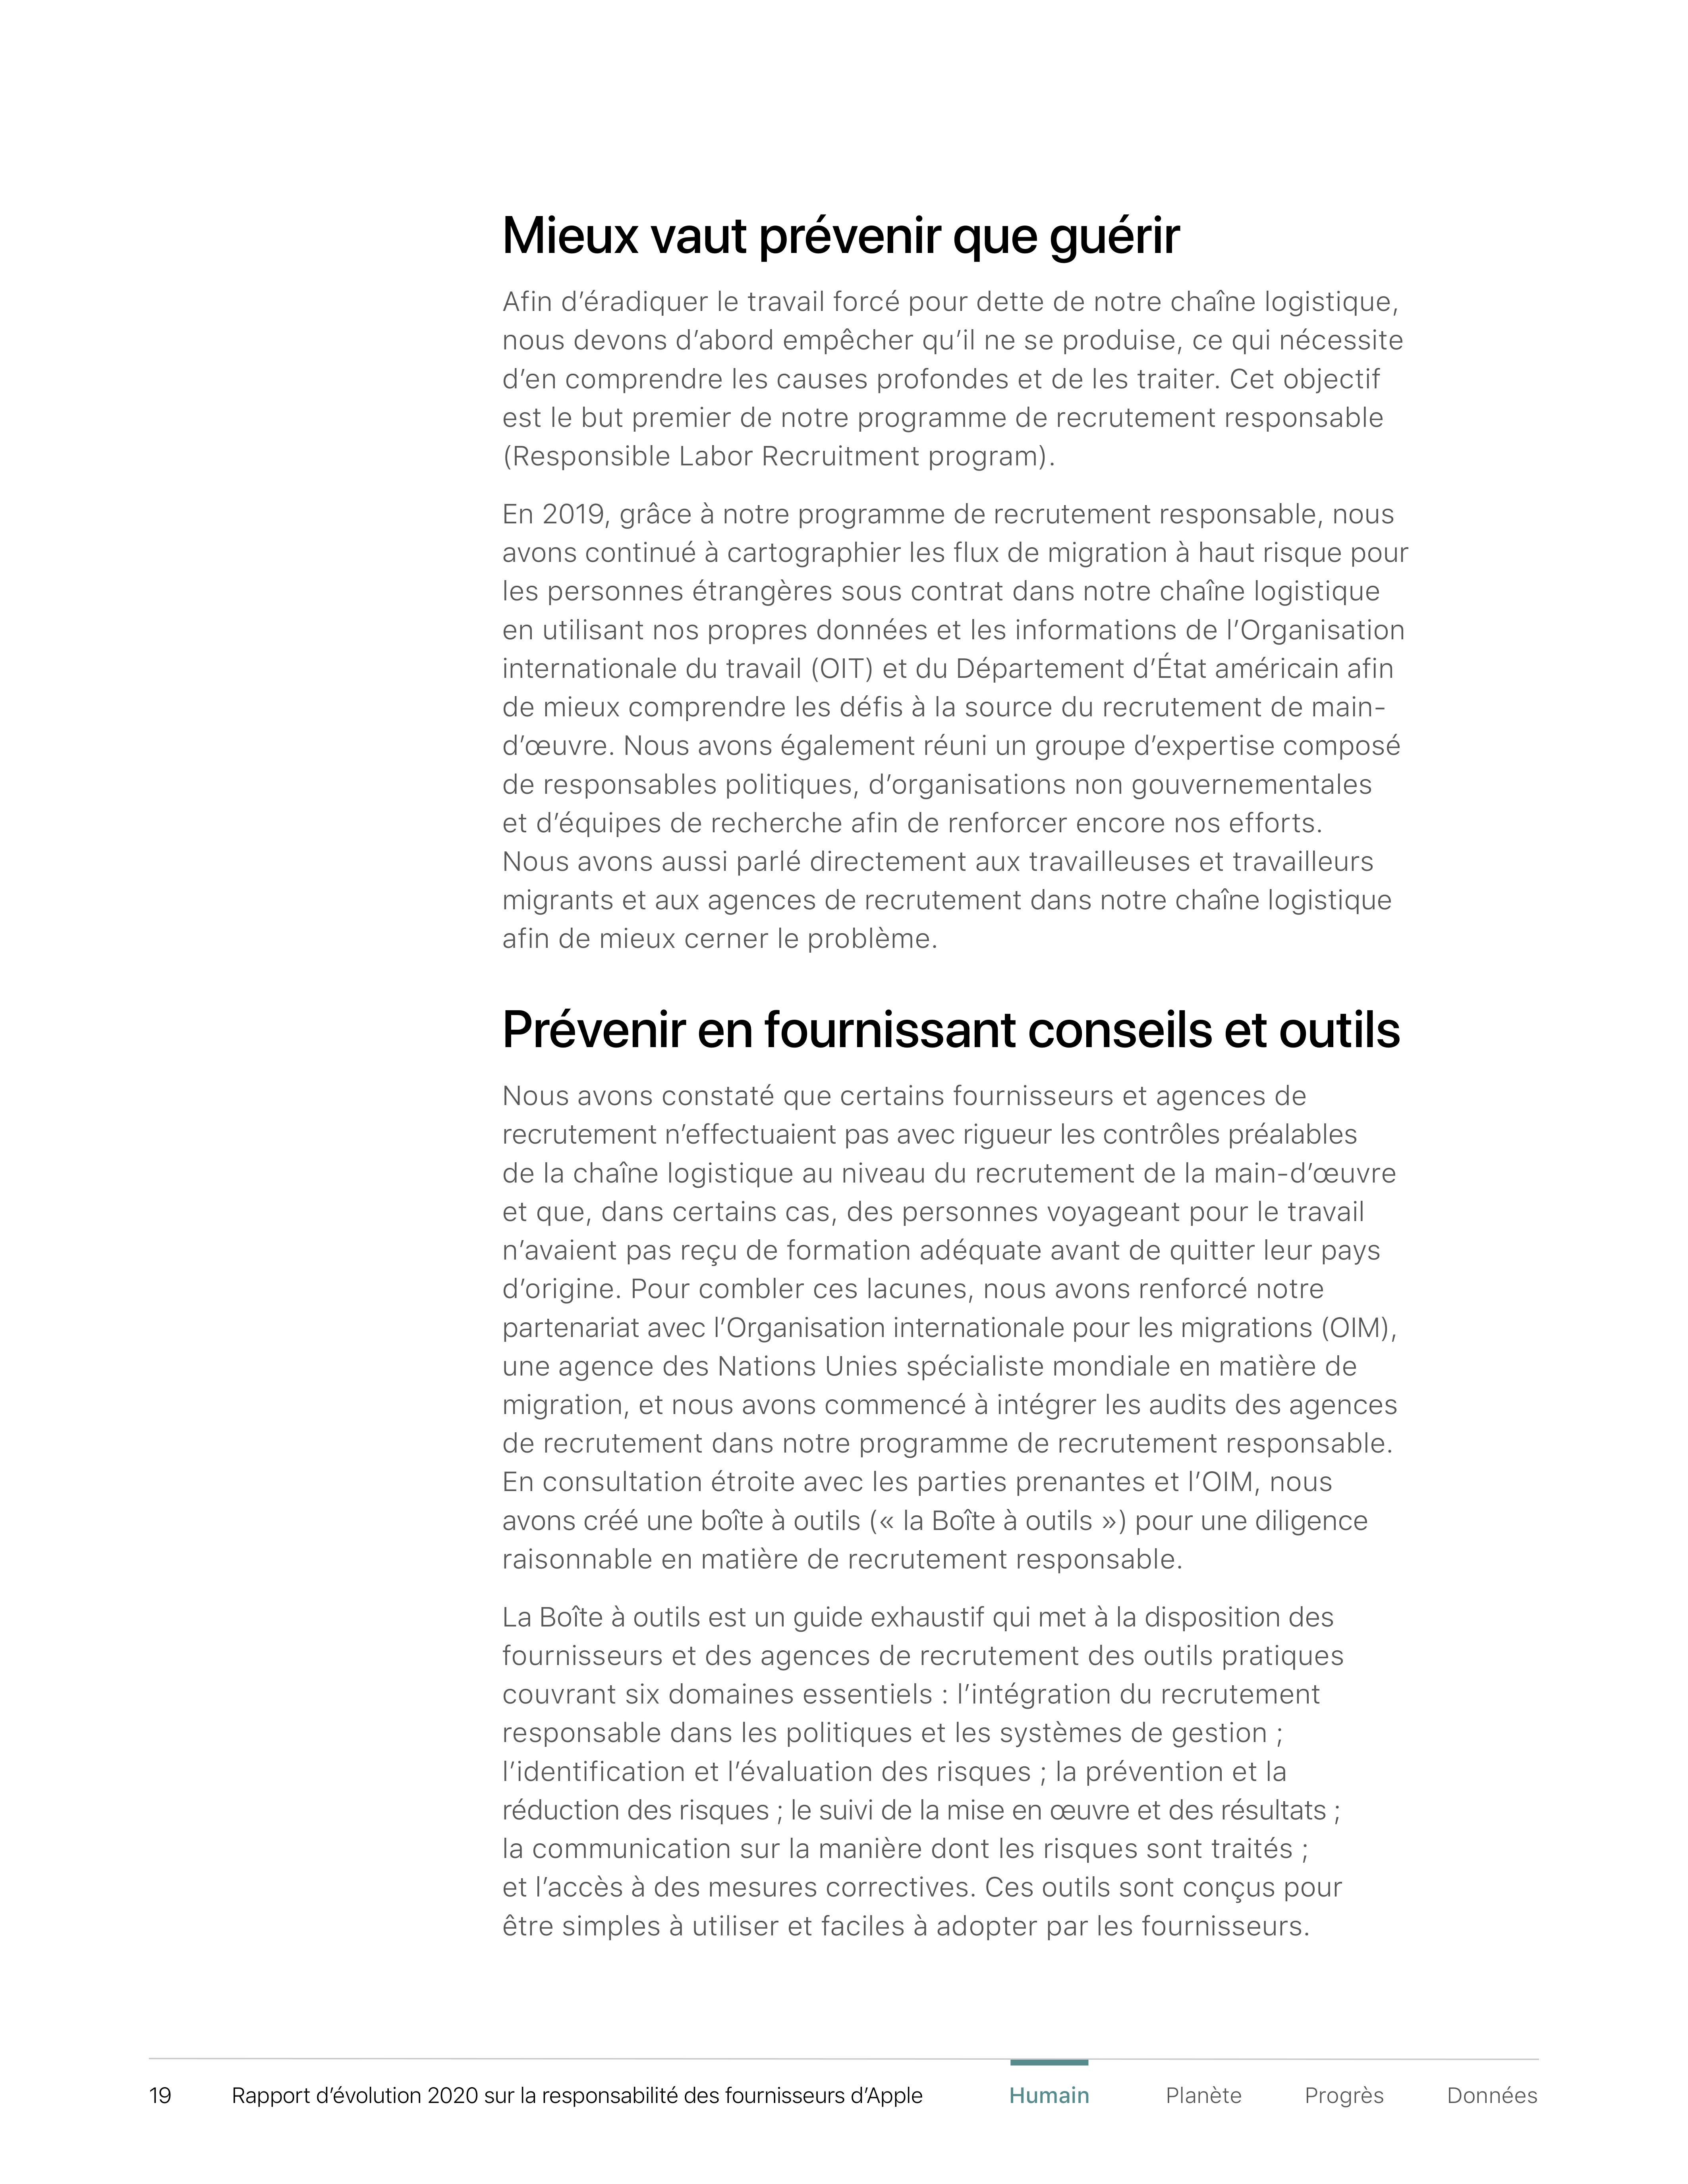 Mieux vaut prévenir que guérir
Afin d’éradiquer le travail forcé pour dette de notre chaîne logistique,
nous devons d’abord empêcher qu’il ne se produise, ce qui nécessite
d’en comprendre les causes profondes et de les traiter. Cet objectif
est le but premier de notre programme de recrutement responsable
(Responsible Labor Recruitment program).
En 2019, grâce à notre programme de recrutement responsable, nous
avons continué à cartographier les flux de migration à haut risque pour
les personnes étrangères sous contrat dans notre chaîne logistique
en utilisant nos propres données et les informations de l’Organisation
internationale du travail (OIT) et du Département d’État américain afin
de mieux comprendre les défis à la source du recrutement de main-
d’œuvre. Nous avons également réuni un groupe d’expertise composé
de responsables politiques, d’organisations non gouvernementales
et d’équipes de recherche afin de renforcer encore nos efforts.
Nous avons aussi parlé directement aux travailleuses et travailleurs
migrants et aux agences de recrutement dans notre chaîne logistique
afin de mieux cerner le problème.
Prévenir en fournissant conseils et outils
Nous avons constaté que certains fournisseurs et agences de
recrutement n’effectuaient pas avec rigueur les contrôles préalables
de la chaîne logistique au niveau du recrutement de la main-d’œuvre
et que, dans certains cas, des personnes voyageant pour le travail
n’avaient pas reçu de formation adéquate avant de quitter leur pays
d’origine. Pour combler ces lacunes, nous avons renforcé notre
partenariat avec l’Organisation internationale pour les migrations (OIM),
une agence des Nations Unies spécialiste mondiale en matière de
migration, et nous avons commencé à intégrer les audits des agences
de recrutement dans notre programme de recrutement responsable.
En consultation étroite avec les parties prenantes et l’OIM, nous
avons créé une boîte à outils (« la Boîte à outils ») pour une diligence
raisonnable en matière de recrutement responsable.
La Boîte à outils est un guide exhaustif qui met à la disposition des
fournisseurs et des agences de recrutement des outils pratiques
couvrant six domaines essentiels : l’intégration du recrutement
responsable dans les politiques et les systèmes de gestion ;
l’identification et l’évaluation des risques ; la prévention et la
réduction des risques ; le suivi de la mise en œuvre et des résultats ;
la communication sur la manière dont les risques sont traités ;
et l’accès à des mesures correctives. Ces outils sont conçus pour
être simples à utiliser et faciles à adopter par les fournisseurs.
19 Rapport d’évolution 2020 sur la responsabilité des fournisseurs d’Apple Humain Planète Progrès Données